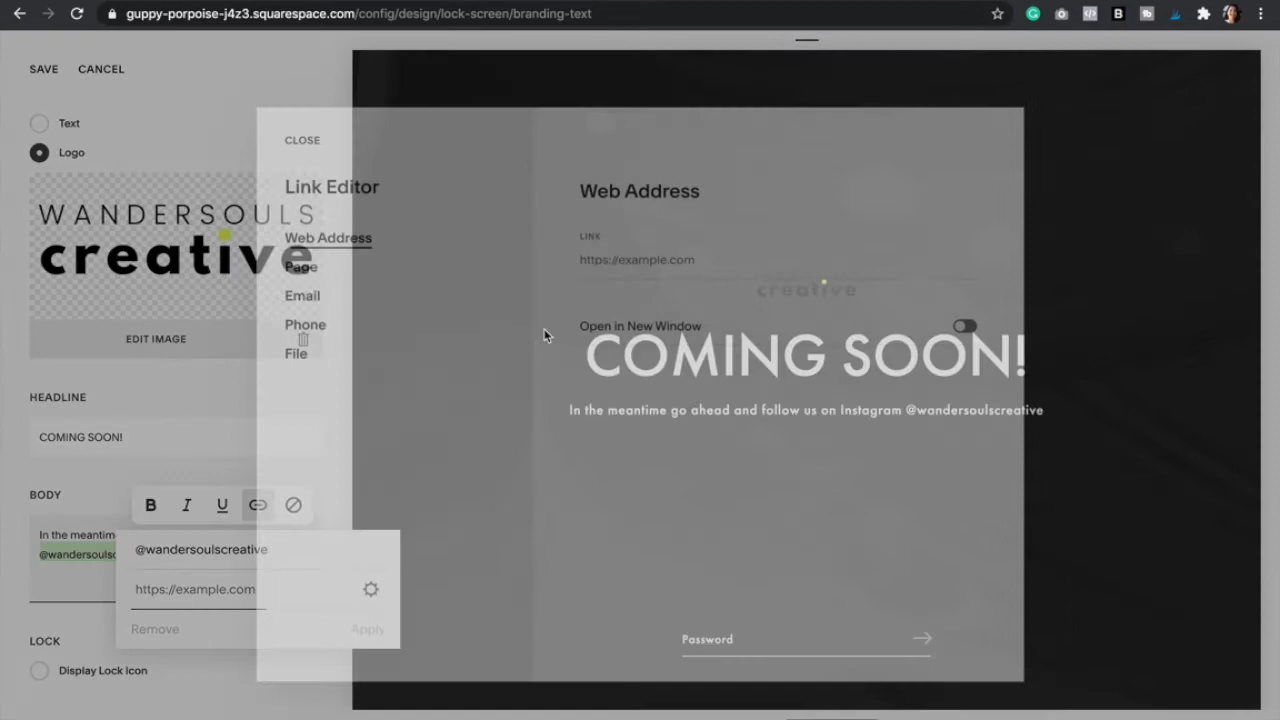 guppy-porpoise-j4z3.squarespace.com/config/design/lock-screen/branding-text
SAVE CANCEL
Text
Logo
WANDERSOULS
creative
EDIT IMAGE
HEADLINE
COMING SOON!
BODY
B I U
In the meantim
@wandersoulsc
@wandersoulscreative
https://example.com
Remove Apply
LOCK
Display Lock Icon
CLOSE
Link Editor
Web Address
Page
Email
Phone
File
Web Address
LINK
https://example.com
Open in New Window
creative
COMING SOON!
In the meantime go ahead and follow us on Instagram @wandersoulscreative
Password